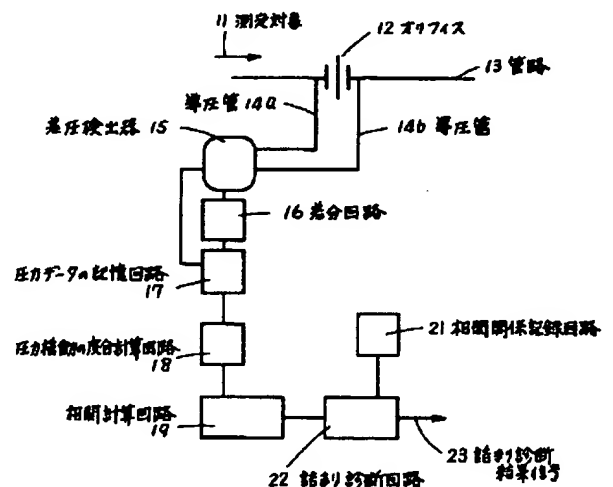 11 測定対象
12 オリフィス
13 管路
導圧管 14a
14b 導圧管
差圧検出器 15
16 差分回路
圧力データの記憶回路
17
圧力揺動の度合計算回路
18
21 相関関係記録回路
相関計算回路
19
22 詰まり診断回路
23 詰まり診断
結果信号